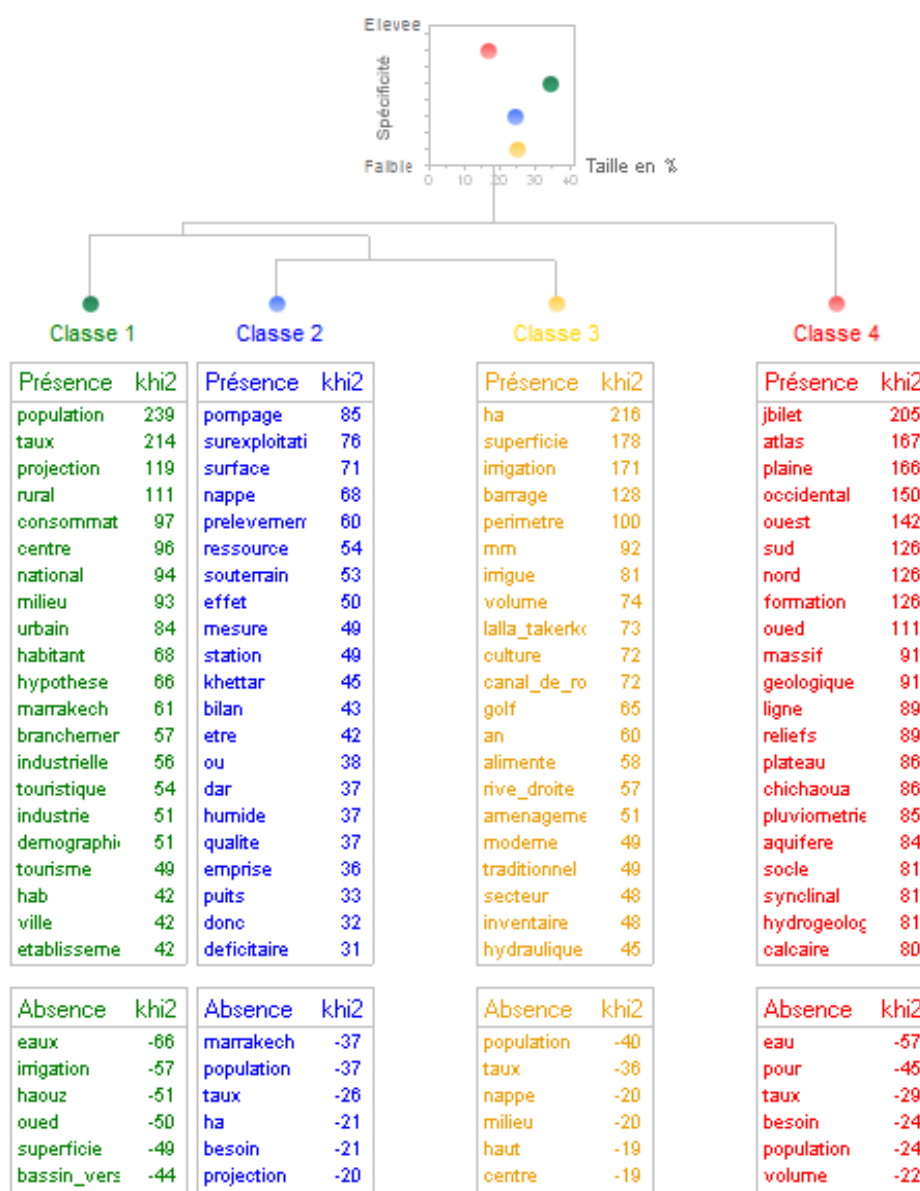 Elevee
Spécificité
Faible
0 10 20 30 40
Taille en %
Classe 1
Classe 2
Classe 3
Classe 4
Présence khi2
population 239
taux 214
projection 119
rural 111
consommat 97
centre 96
national 94
milieu 93
urbain 84
habitant 68
hypothese 66
marrakech 61
branchemer 57
industrielle 56
touristique 54
industrie 51
demographi 51
tourisme 49
hab 42
ville 42
etablisseme 42
Absence khi2
eaux -66
irrigation -57
haouz -51
oued -50
superficie -49
bassin_vers -44
Présence khi2
pompage 85
surexploitati 76
surface 71
nappe 68
prelevemen 60
ressource 54
souterrain 53
effet 50
mesure 49
station 49
khettar 45
bilan 43
etre 42
ou 38
dar 37
humide 37
qualite 37
emprise 36
puits 33
donc 32
deficitaire 31
Absence khi2
marrakech -37
population -37
taux -26
ha -21
besoin -21
projection -20
Présence khi2
ha 216
superficie 178
irrigation 171
barrage 128
perimetre 100
mm 92
irrigue 81
volume 74
lalla_takerk 73
culture 72
canal_de_ro 72
golf 65
an 60
alimente 58
rive_droite 57
amenageme 51
moderne 49
traditionnel 49
secteur 48
inventaire 48
hydraulique 45
Absence khi2
population -40
taux -36
nappe -20
milieu -20
haut -19
centre -19
Présence khi2
jbilet 205
atlas 167
plaine 166
occidental 150
ouest 142
sud 126
nord 126
formation 126
oued 111
massif 91
geologique 91
ligne 89
reliefs 89
plateau 86
chichaoua 86
pluviometrie 85
aquifere 84
socle 81
synclinal 81
hydrogeolog 81
calcaire 80
Absence khi2
eau -57
pour -45
taux -29
besoin -24
population -24
volume -22